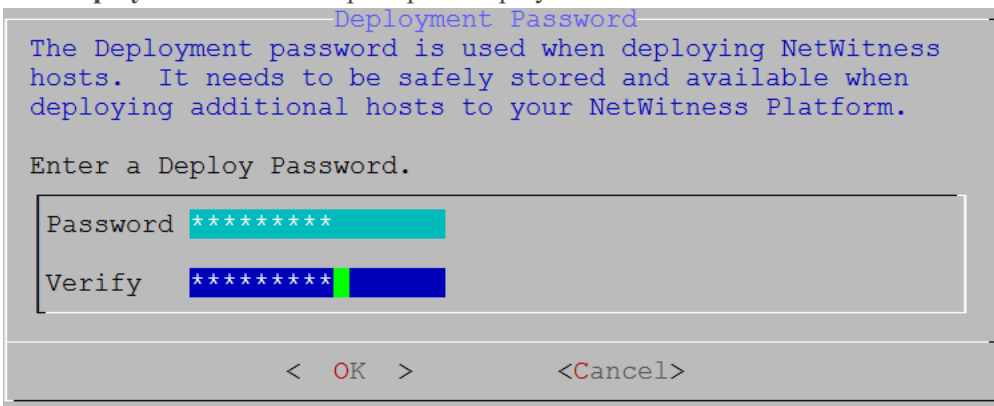 Deployment Password
The Deployment password is used when deploying NetWitness
hosts.  It needs to be safely stored and available when
deploying additional hosts to your NetWitness Platform.
Enter a Deploy Password.
Password *********
Verify *********
< OK > <Cancel>